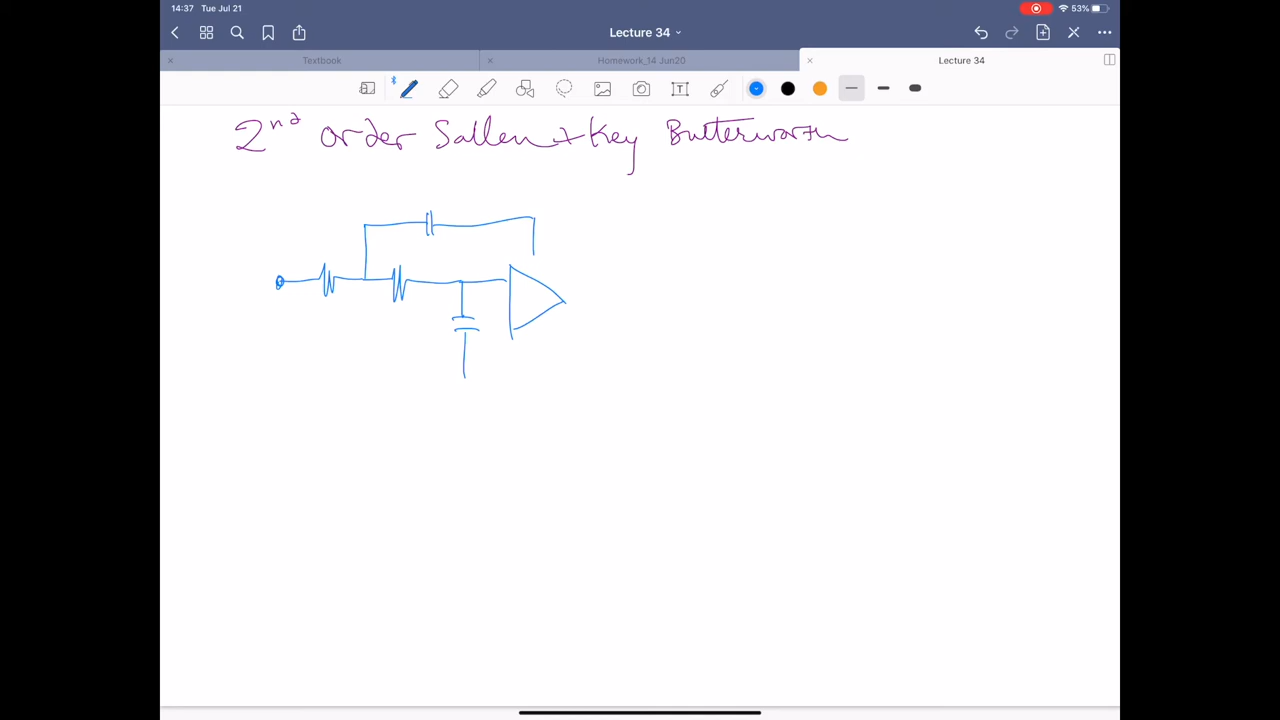 14:37 Tue Jul 21
53%
Lecture 34
Textbook
Homework_14 Jun20
Lecture 34
2nd order Sallen + Key Butterworth